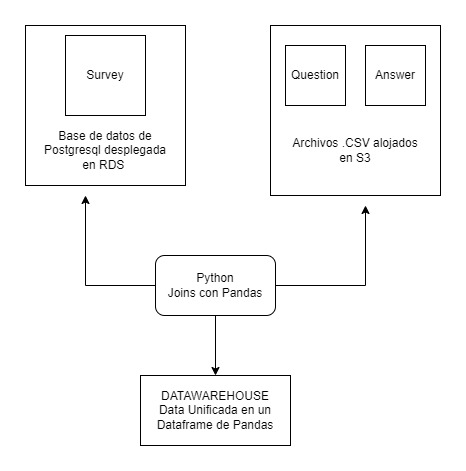 Survey
Base de datos de
Postgresql desplegada
en RDS
Question
Answer
Archivos .CSV alojados
en S3
Python
Joins con Pandas
DATAWAREHOUSE
Data Unificada en un
Dataframe de Pandas